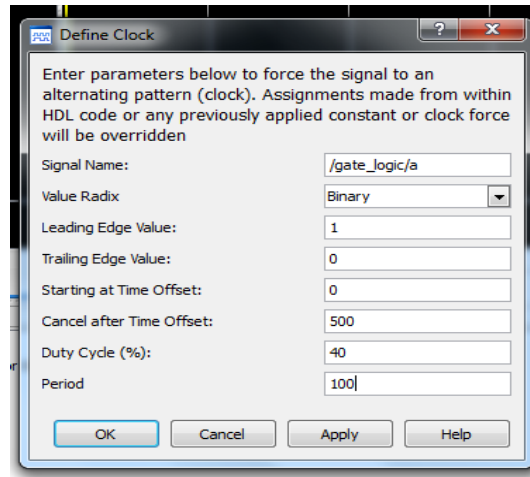 Define Clock
?
X
Enter parameters below to force the signal to an
alternating pattern (clock). Assignments made from within
HDL code or any previously applied constant or clock force
will be overridden
Signal Name: /gate_logic/a
Value Radix Binary
Leading Edge Value: 1
Trailing Edge Value: 0
Starting at Time Offset: 0
Cancel after Time Offset: 500
Duty Cycle (%): 40
Period 100
OK Cancel Apply Help